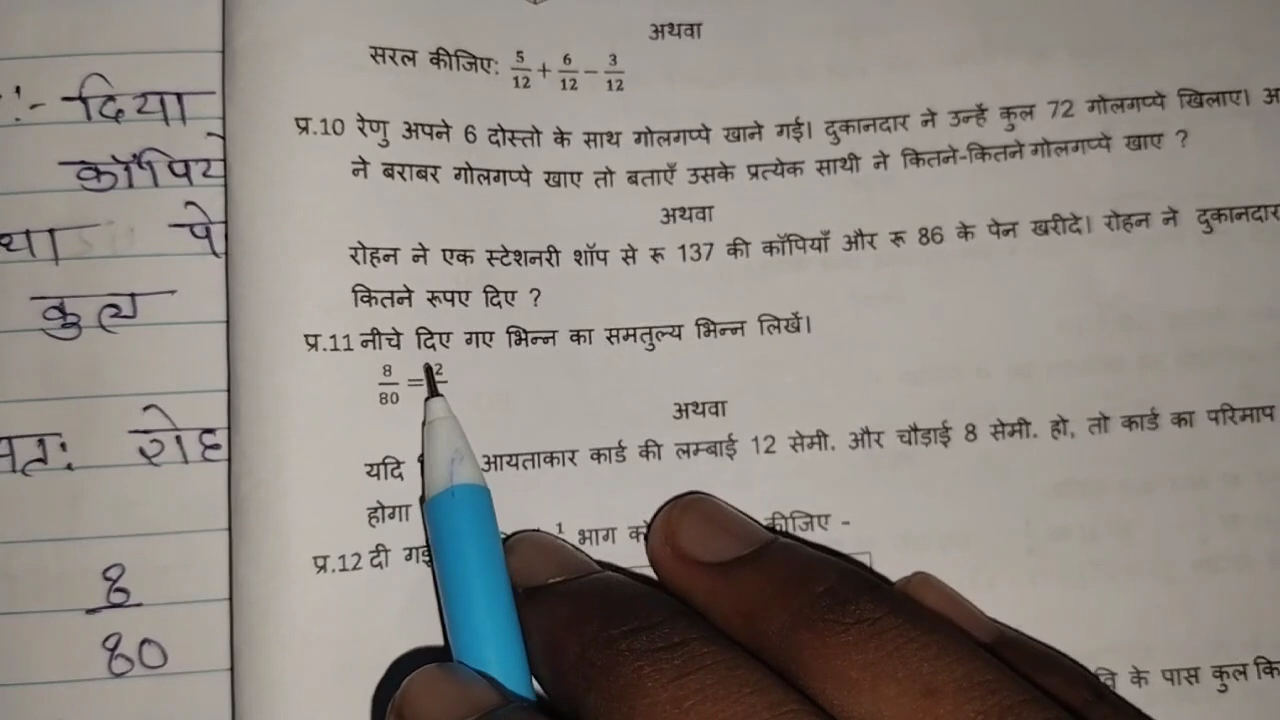 अथवा
सरल कीजिए: 5/12 + 6/12 − 3/12
प्र.10 रेणु अपने 6 दोस्तो के साथ गोलगप्पे खाने गई। दुकानदार ने उन्हें कुल 72 गोलगप्पे खिलाए।
ने बराबर गोलगप्पे खाए तो बताएँ उसके प्रत्येक साथी ने कितने-कितने गोलगप्पे खाए ?
अथवा
रोहन ने एक स्टेशनरी शॉप से रू 137 की कॉपियाँ और रू 86 के पेन खरीदे। रोहन ने दुकानदार
कितने रूपए दिए ?
प्र.11 नीचे दिए गए भिन्न का समतुल्य भिन्न लिखें।
8/80 =
अथवा
यदि आयताकार कार्ड की लम्बाई 12 सेमी. और चौड़ाई 8 सेमी. हो, तो कार्ड का परिमाप
होगा
प्र.12 दी गई भाग को कीजिए -
के पास कुल
:- दिया
कॉपिय
था पे
कुल
अतः रोह
8
80